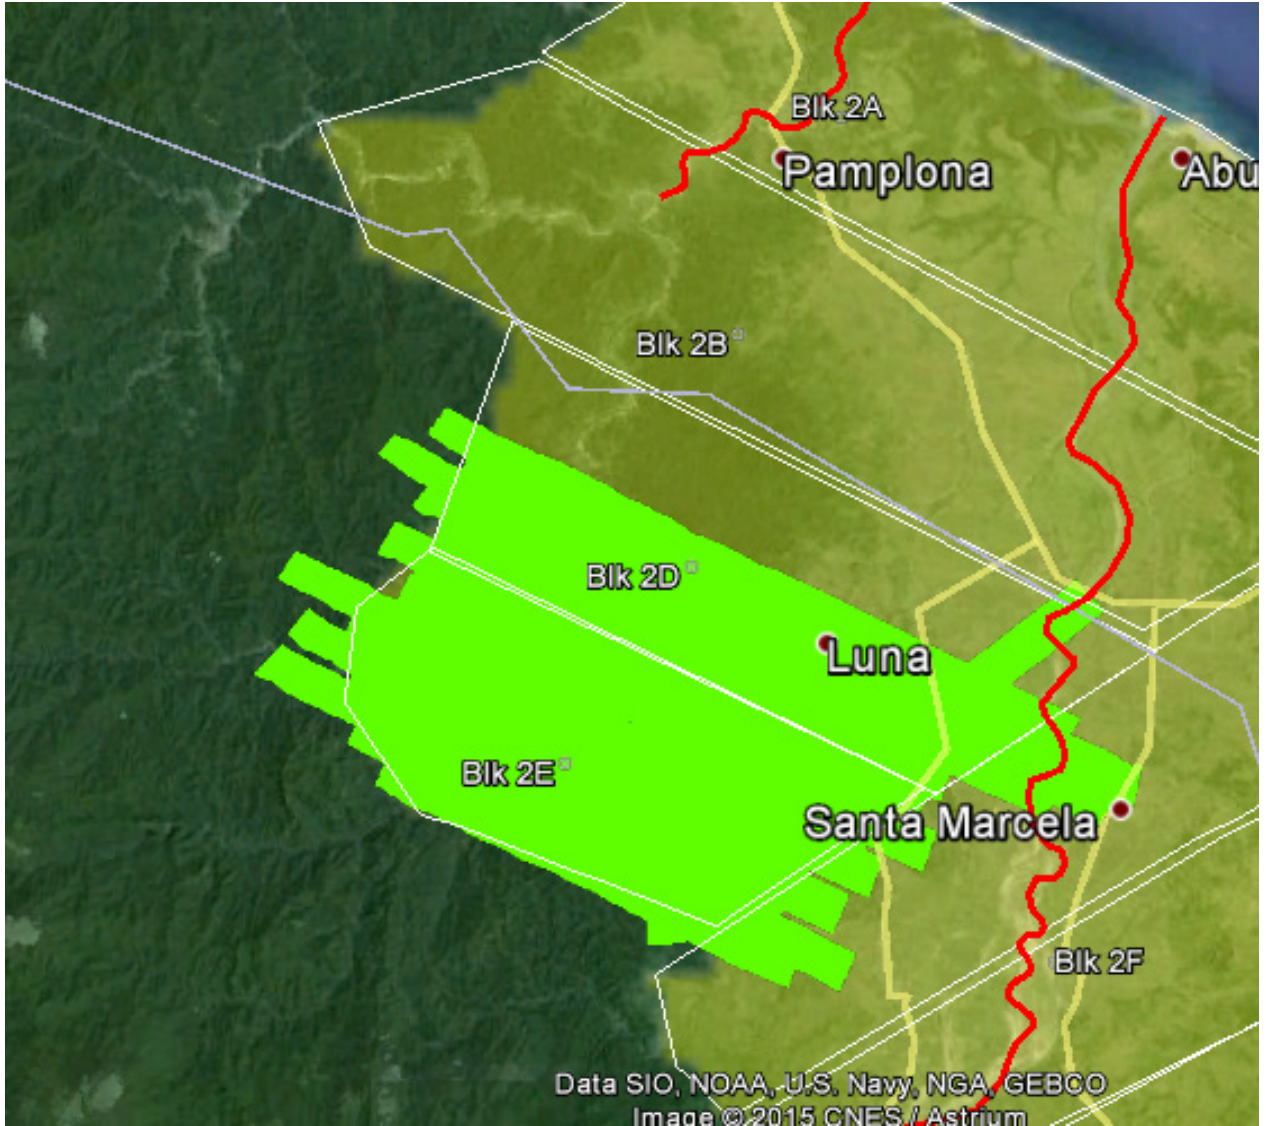 Blk 2A
Pamplona
Abu
Blk 2B
Blk 2D
Luna
Blk 2E
Santa Marcela
Blk 2F
Data SIO, NOAA, U.S. Navy, NGA, GEBCO
Image © 2015 CNES / Astrium